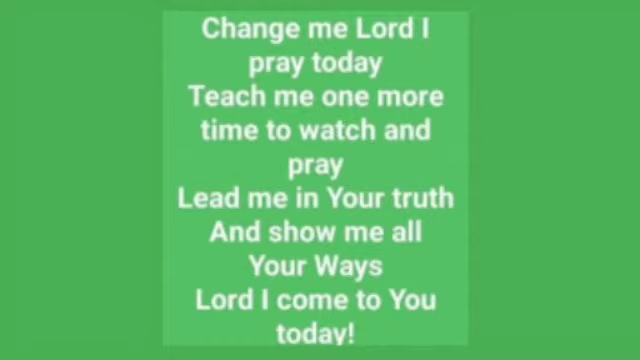 Change me Lord I
pray today
Teach me one more
time to watch and
pray
Lead me in Your truth
And show me all
Your Ways
Lord I come to You
today!